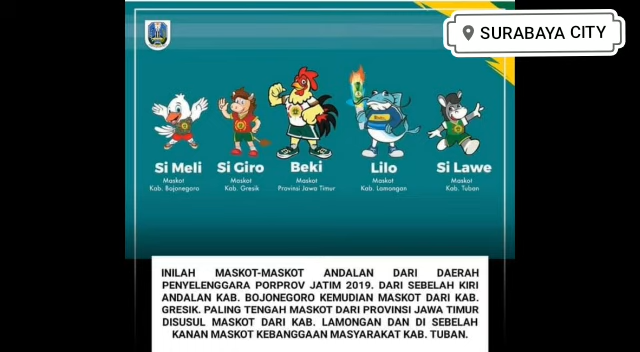 SURABAYA CITY
Si Meli
Maskot
Kab. Bojonegoro
Si Giro
Maskot
Kab. Gresik
Beki
Maskot
Provinsi Jawa Timur
Lilo
Maskot
Kab. Lamongan
Si Lawe
Maskot
Kab. Tuban
INILAH MASKOT-MASKOT ANDALAN DARI DAERAH
PENYELENGGARA PORPROV JATIM 2019. DARI SEBELAH KIRI
ANDALAN KAB. BOJONEGORO KEMUDIAN MASKOT DARI KAB.
GRESIK. PALING TENGAH MASKOT DARI PROVINSI JAWA TIMUR
DISUSUL MASKOT DARI KAB. LAMONGAN DAN DI SEBELAH
KANAN MASKOT KEBANGGAAN MASYARAKAT KAB. TUBAN.